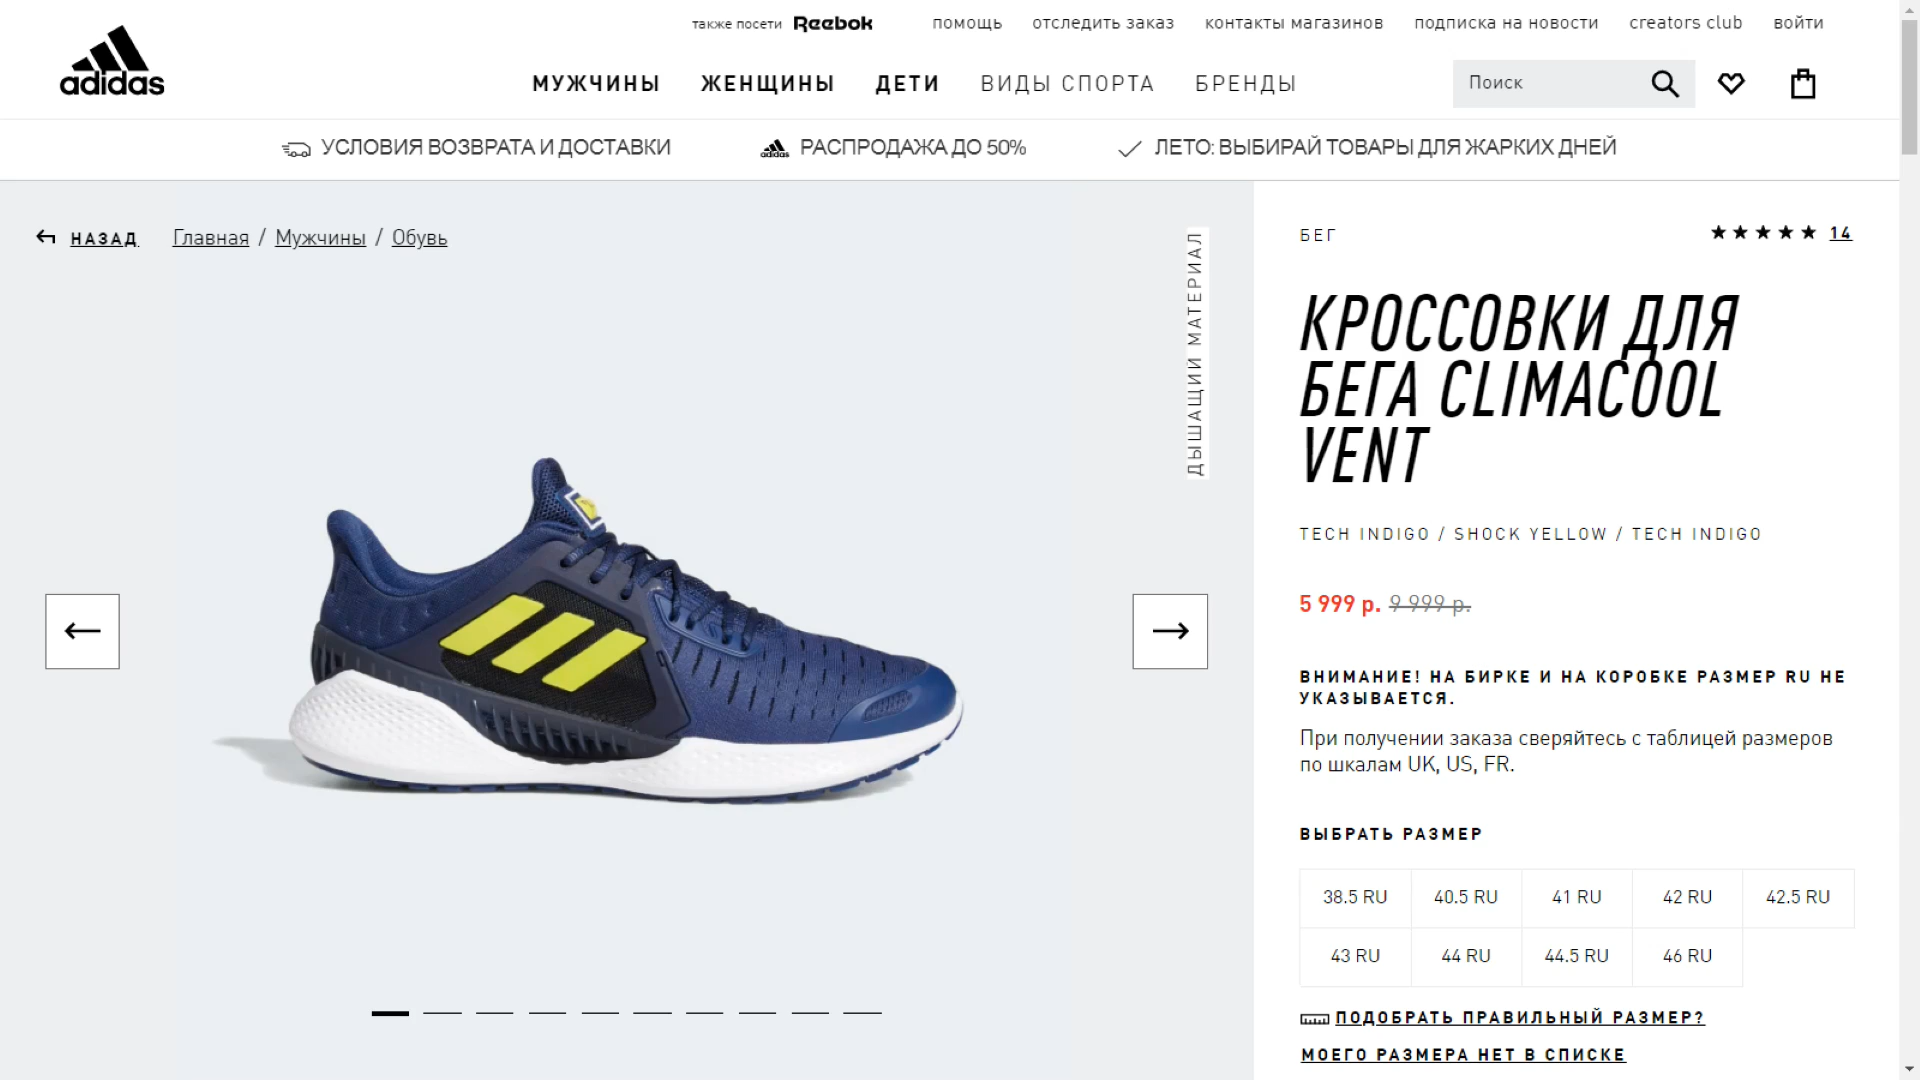 также посети Reebok
помощь
отследить заказ
контакты магазинов
подписка на новости
creators club
войти
adidas
МУЖЧИНЫ
ЖЕНЩИНЫ
ДЕТИ
ВИДЫ СПОРТА
БРЕНДЫ
Поиск
УСЛОВИЯ ВОЗВРАТА И ДОСТАВКИ
adidas РАСПРОДАЖА ДО 50%
ЛЕТО: ВЫБИРАЙ ТОВАРЫ ДЛЯ ЖАРКИХ ДНЕЙ
НАЗАД
Главная / Мужчины / Обувь
ДЫШАЩИЙ МАТЕРИАЛ
БЕГ
14
КРОССОВКИ ДЛЯ
БЕГА CLIMACOOL
VENT
TECH INDIGO / SHOCK YELLOW / TECH INDIGO
5 999 р. 9 999 р.
ВНИМАНИЕ! НА БИРКЕ И НА КОРОБКЕ РАЗМЕР RU НЕ
УКАЗЫВАЕТСЯ.
При получении заказа сверяйтесь с таблицей размеров
по шкалам UK, US, FR.
ВЫБРАТЬ РАЗМЕР
38.5 RU
40.5 RU
41 RU
42 RU
42.5 RU
43 RU
44 RU
44.5 RU
46 RU
ПОДОБРАТЬ ПРАВИЛЬНЫЙ РАЗМЕР?
МОЕГО РАЗМЕРА НЕТ В СПИСКЕ